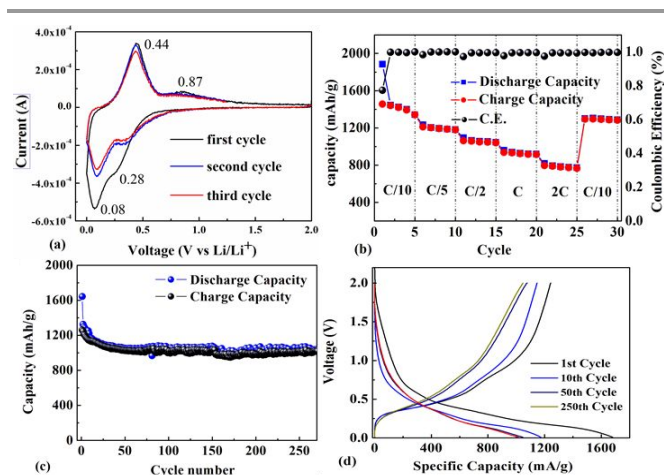 4.0x10⁻⁴
2.0x10⁻⁴
0.0
-2.0x10⁻⁴
-4.0x10⁻⁴
-6.0x10⁻⁴
Current (A)
0.44
0.87
0.28
0.08
first cycle
second cycle
third cycle
(a)
0.0 0.5 1.0 1.5 2.0
Voltage (V vs Li/Li⁺)
2000
1600
1200
800
400
capacity (mAh/g)
Discharge Capacity
Charge Capacity
C.E.
C/10 C/5 C/2 C 2C C/10
(b)
0 5 10 15 20 25 30
Cycle
1.0
0.8
0.6
0.4
0.2
0.0
Coulombic Efficiency (%)
2000
1600
1200
800
400
0
Capacity (mAh/g)
Discharge Capacity
Charge Capacity
(c)
0 50 100 150 200 250
Cycle number
2.0
1.5
1.0
0.5
0.0
Voltage (V)
1st Cycle
10th Cycle
50th Cycle
250th Cycle
(d)
0 400 800 1200 1600
Specific Capacity (mA/g)